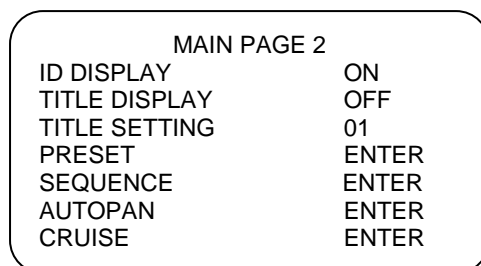 MAIN PAGE 2
ID DISPLAY ON
TITLE DISPLAY OFF
TITLE SETTING 01
PRESET ENTER
SEQUENCE ENTER
AUTOPAN ENTER
CRUISE ENTER